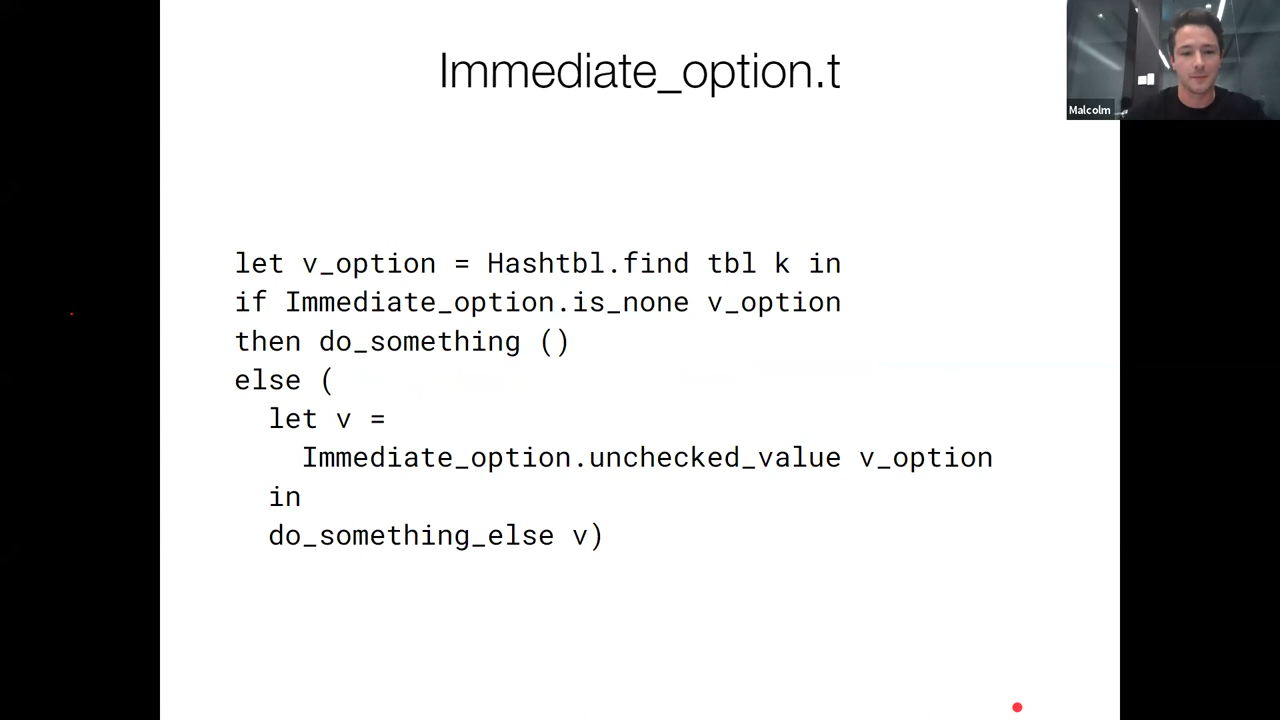 Immediate_option.t
Malcolm
let v_option = Hashtbl.find tbl k in
if Immediate_option.is_none v_option
then do_something ()
else (
  let v =
    Immediate_option.unchecked_value v_option
  in
  do_something_else v)